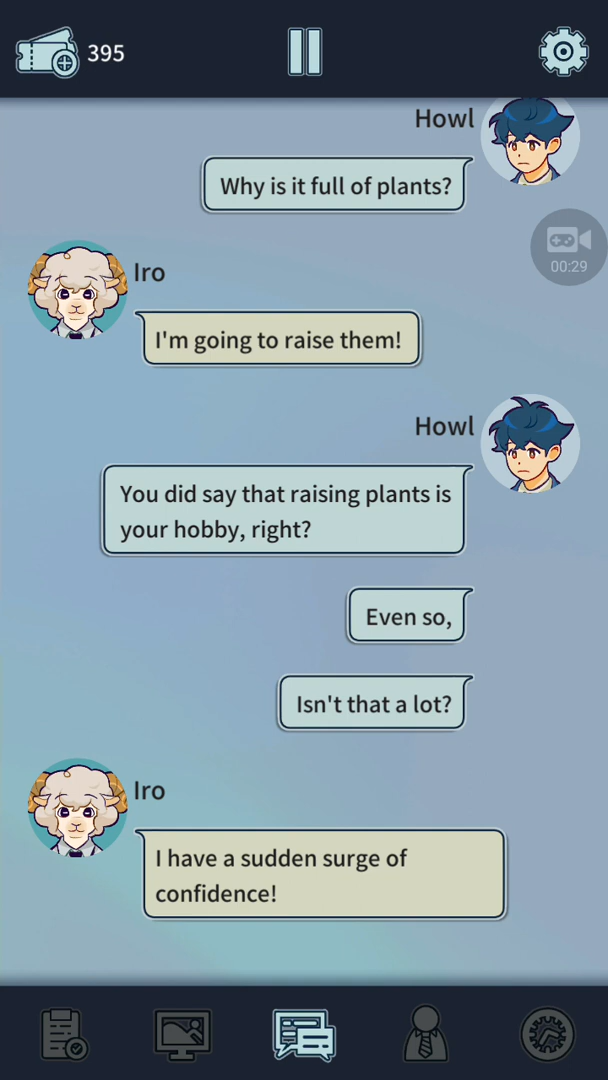 395
Howl
Why is it full of plants?
00:29
Iro
I'm going to raise them!
Howl
You did say that raising plants is
your hobby, right?
Even so,
Isn't that a lot?
Iro
I have a sudden surge of
confidence!